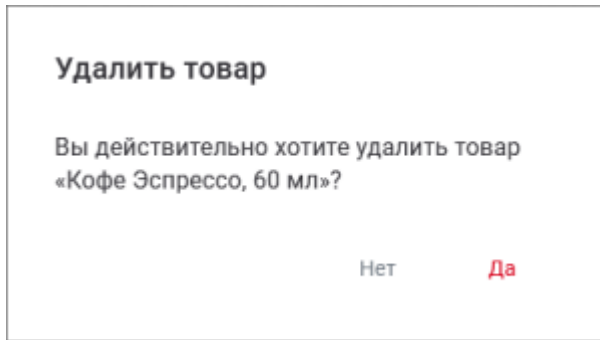 Удалить товар
Вы действительно хотите удалить товар
«Кофе Эспрессо, 60 мл»?
Нет Да